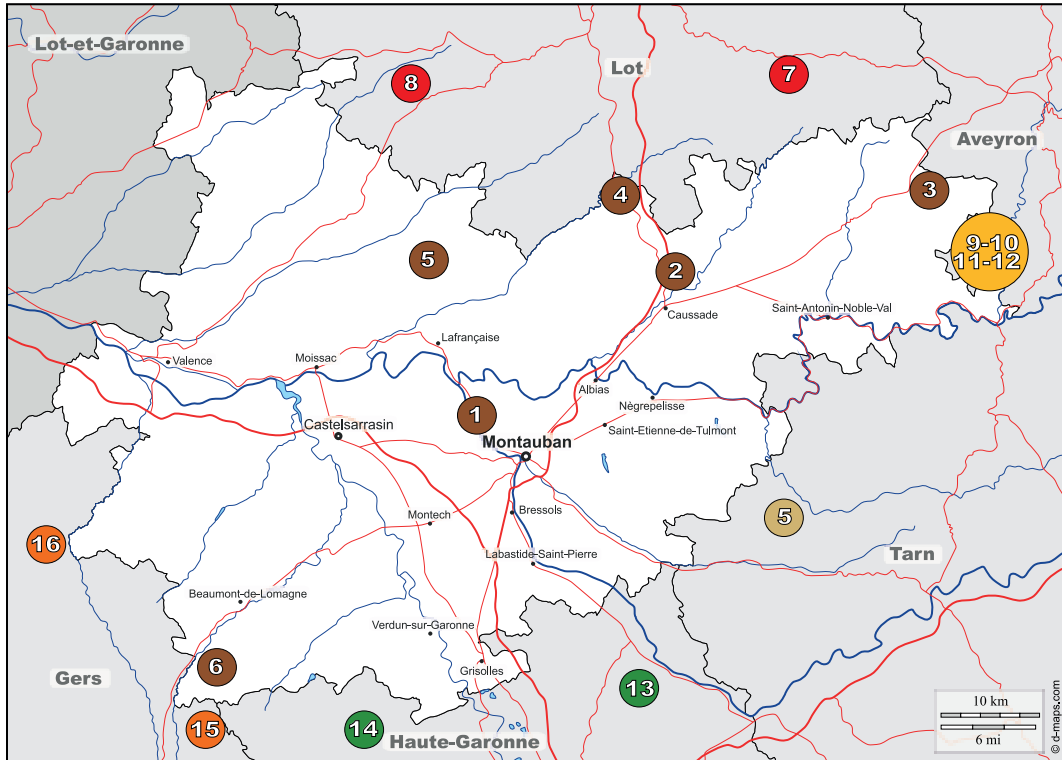 Lot-et-Garonne
8
Lot
7
Aveyron
4
3
9-10
11-12
5
2
Caussade
Saint-Antonin-Noble-Val
Lafrançaise
Valence
Moissac
Albias
Nègrepelisse
1
Castelsarrasin
Saint-Etienne-de-Tulmont
Montauban
16
Montech
Bressols
5
Tarn
Labastide-Saint-Pierre
Beaumont-de-Lomagne
Verdun-sur-Garonne
6
Grisolles
Gers
13
15
14
Haute-Garonne
10 km
6 mi
© d-maps.com